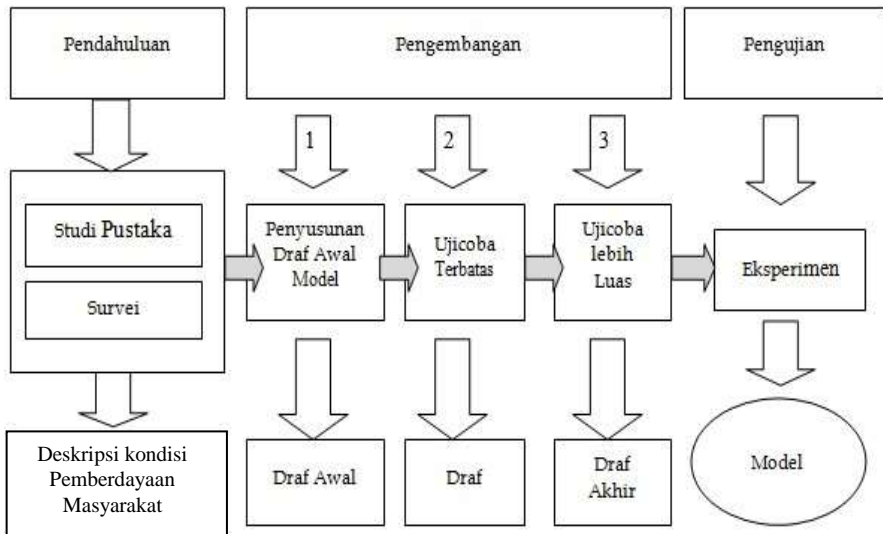 Pendahuluan
Pengembangan
Pengujian
1
2
3
Studi Pustaka
Survei
Penyusunan
Draf Awal
Model
Ujicoba
Terbatas
Ujicoba
lebih
Luas
Eksperimen
Deskripsi kondisi
Pemberdayaan
Masyarakat
Draf Awal
Draf
Draf
Akhir
Model